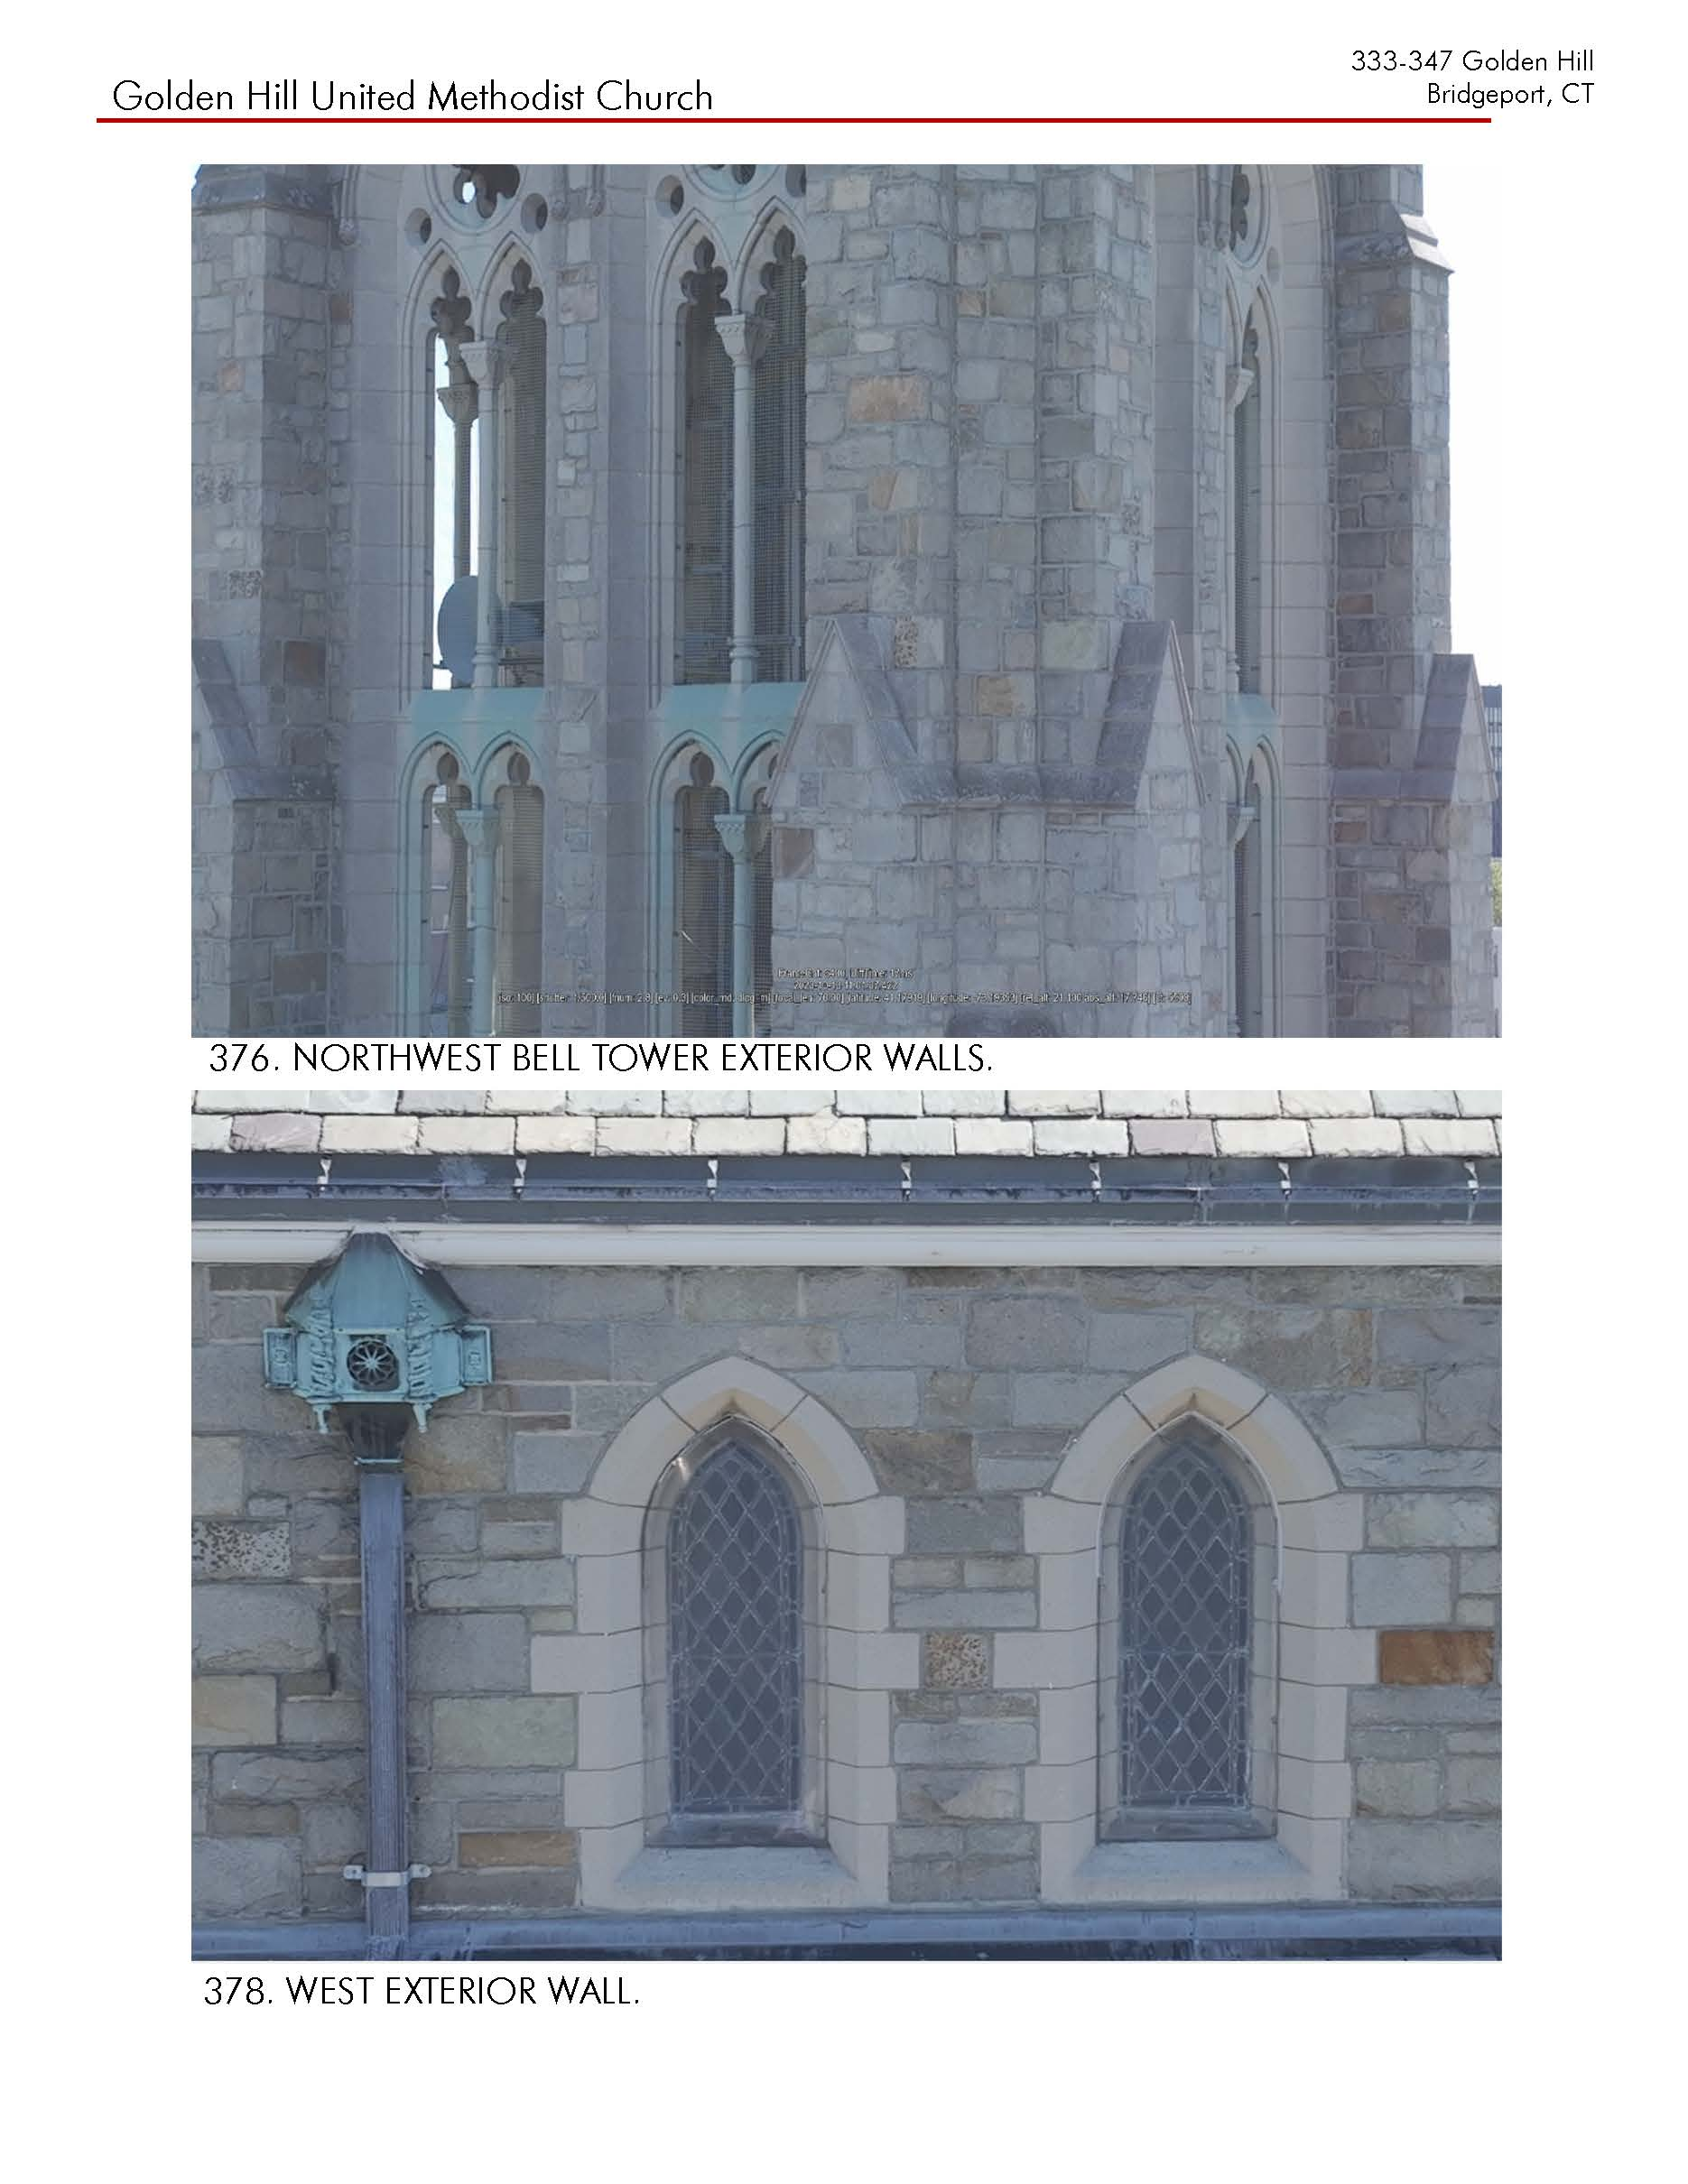 Golden Hill United Methodist Church
333-347 Golden Hill
Bridgeport, CT
376. NORTHWEST BELL TOWER EXTERIOR WALLS.
378. WEST EXTERIOR WALL.